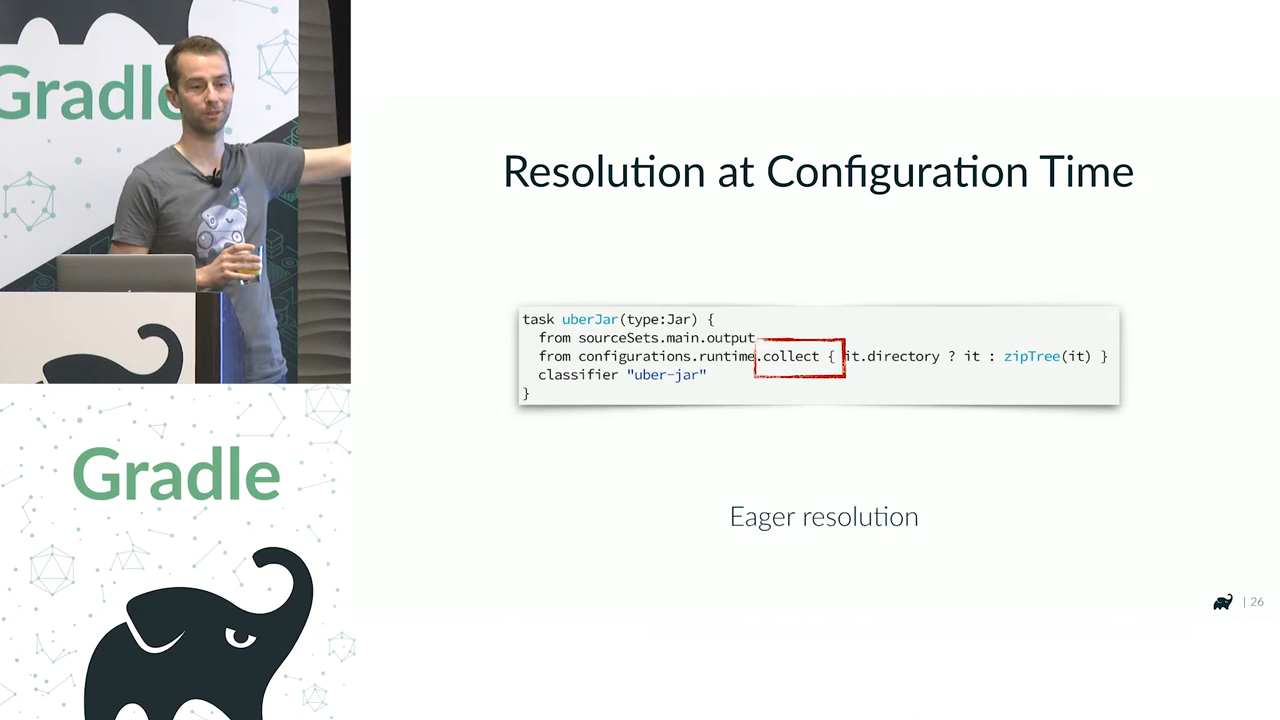 Gradle
Resolution at Configuration Time
task uberJar(type:Jar) {
from sourceSets.main.output
from configurations.runtime.collect { it.directory ? it : zipTree(it) }
classifier "uber-jar"
}
Gradle
Eager resolution
| 26